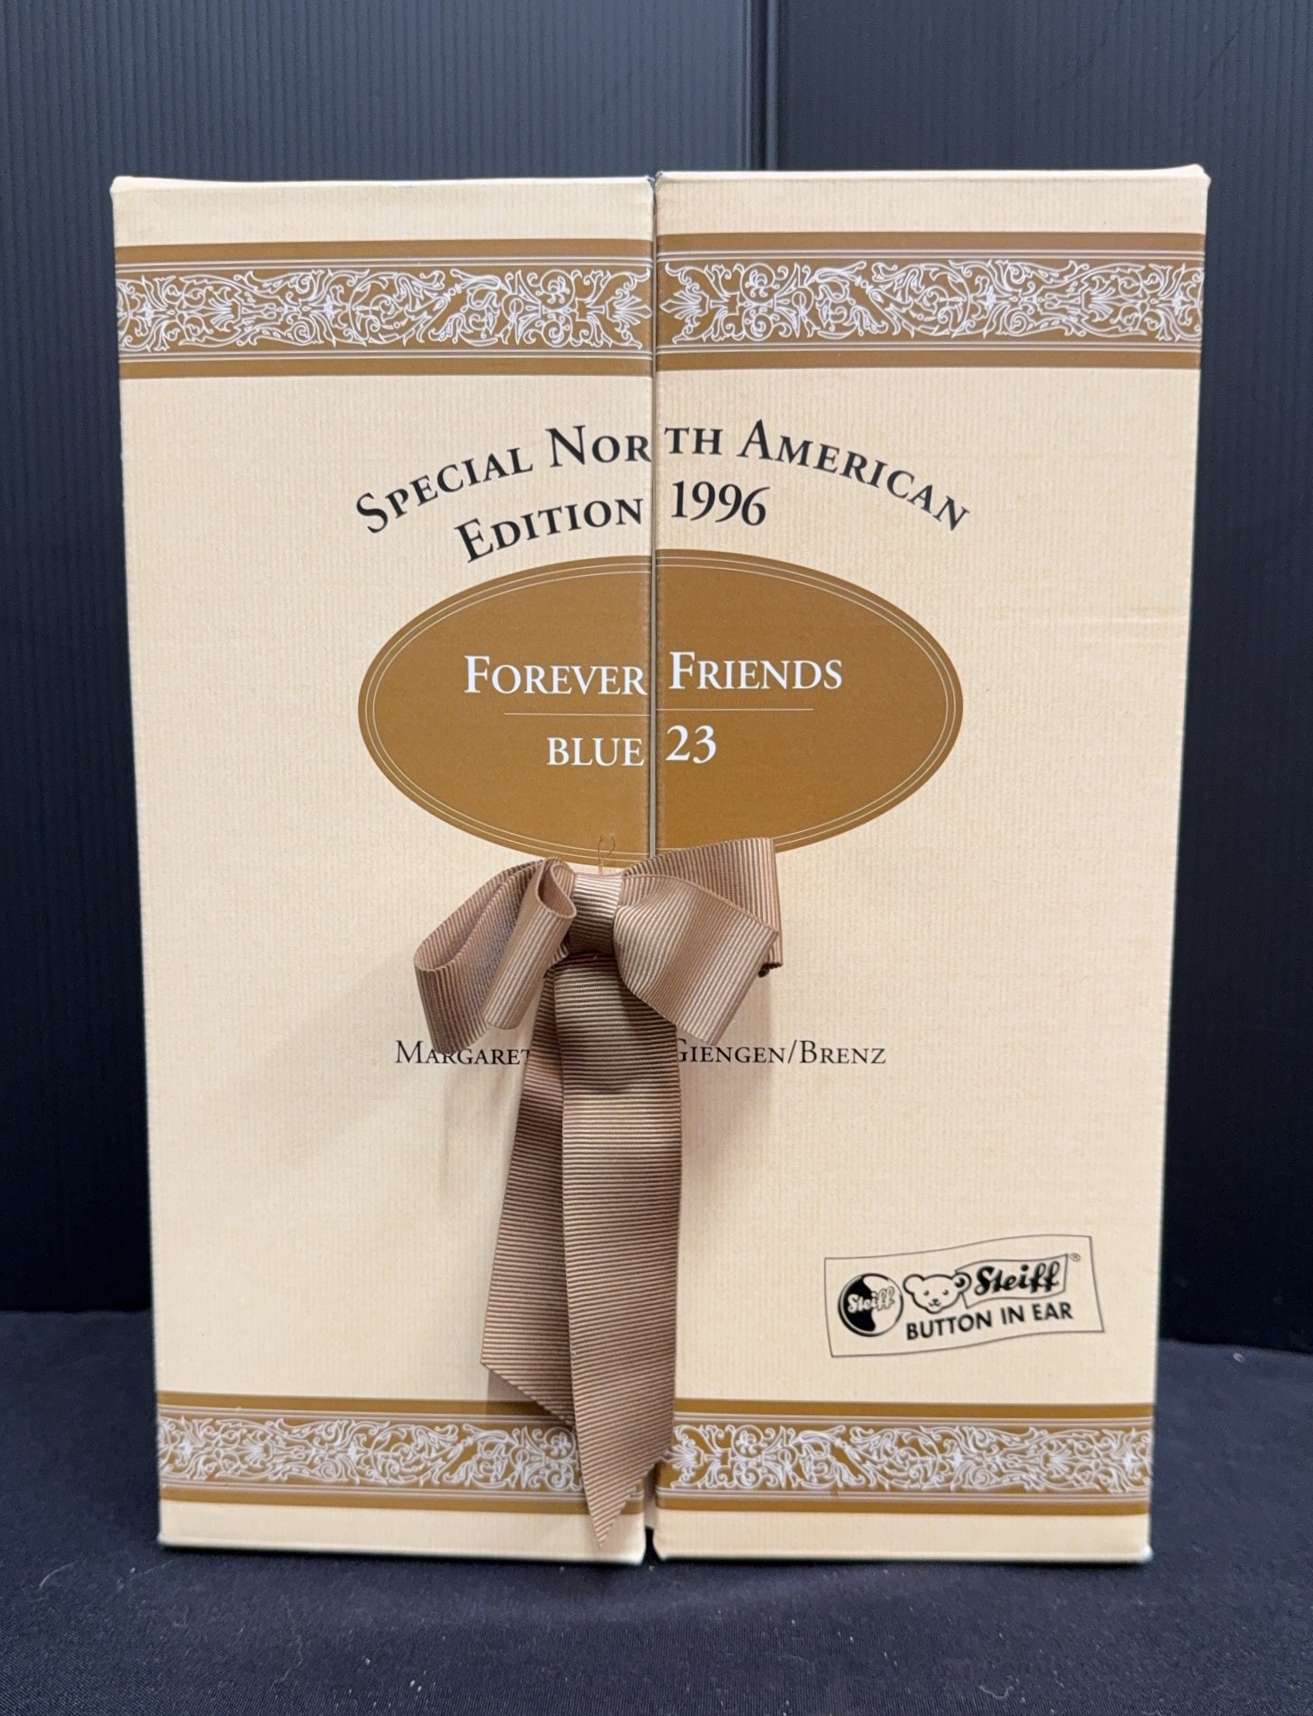 Special North American
Edition 1996
Forever Friends
blue 23
Margaret Giengen/Brenz
Steiff
Steiff®
BUTTON IN EAR